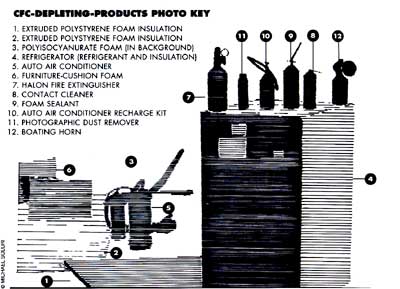 CFC-DEPLETING-PRODUCTS PHOTO KEY
1. EXTRUDED POLYSTYRENE FOAM INSULATION
2. EXTRUDED POLYSTYRENE FOAM INSULATION
3. POLYISOCYANURATE FOAM (IN BACKGROUND)
4. REFRIGERATOR (REFRIGERANT AND INSULATION)
5. AUTO AIR CONDITIONER
6. FURNITURE-CUSHION FOAM
7. HALON FIRE EXTINGUISHER
8. CONTACT CLEANER
9. FOAM SEALANT
10. AUTO AIR CONDITIONER RECHARGE KIT
11. PHOTOGRAPHIC DUST REMOVER
12. BOATING HORN
11
10
9
8
12
7
6
3
5
4
2
1
© MICHAEL